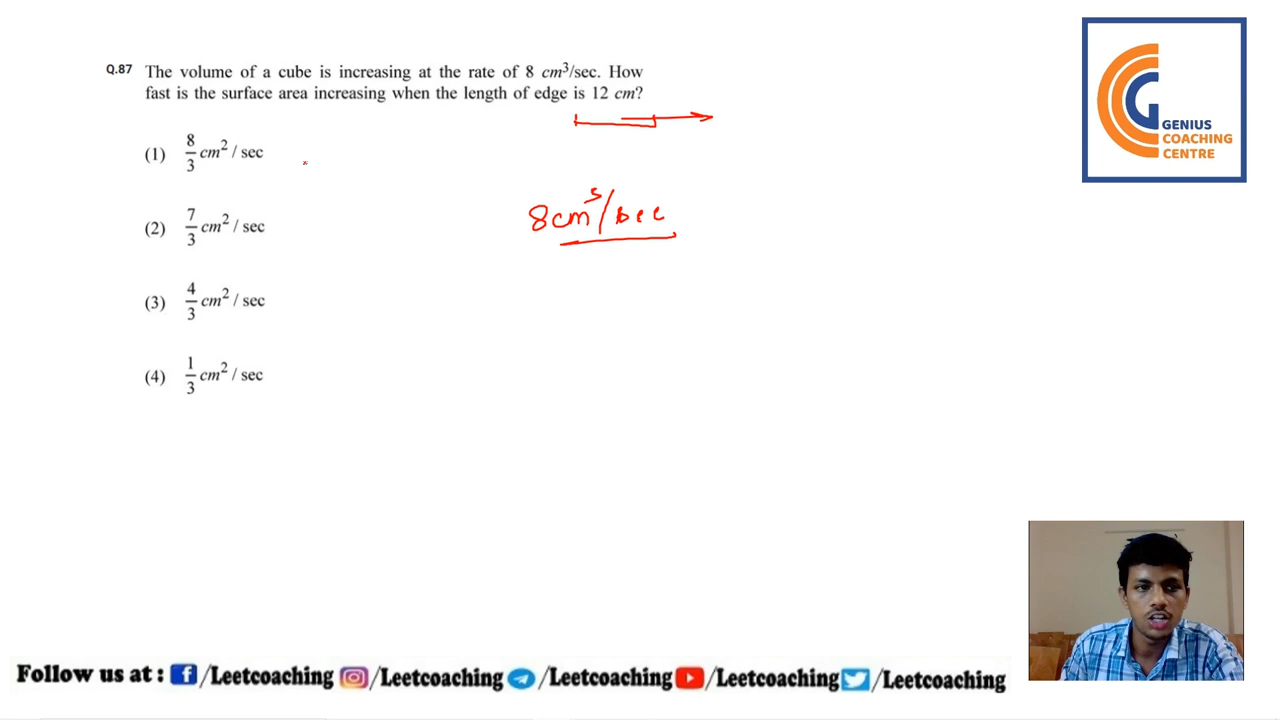 Q.87 The volume of a cube is increasing at the rate of 8 cm³/sec. How
fast is the surface area increasing when the length of edge is 12 cm?
(1) 8/3 cm² / sec
(2) 7/3 cm² / sec
(3) 4/3 cm² / sec
(4) 1/3 cm² / sec
8cm³/sec
GENIUS
COACHING
CENTRE
Follow us at : f /Leetcoaching /Leetcoaching /Leetcoaching /Leetcoaching /Leetcoaching